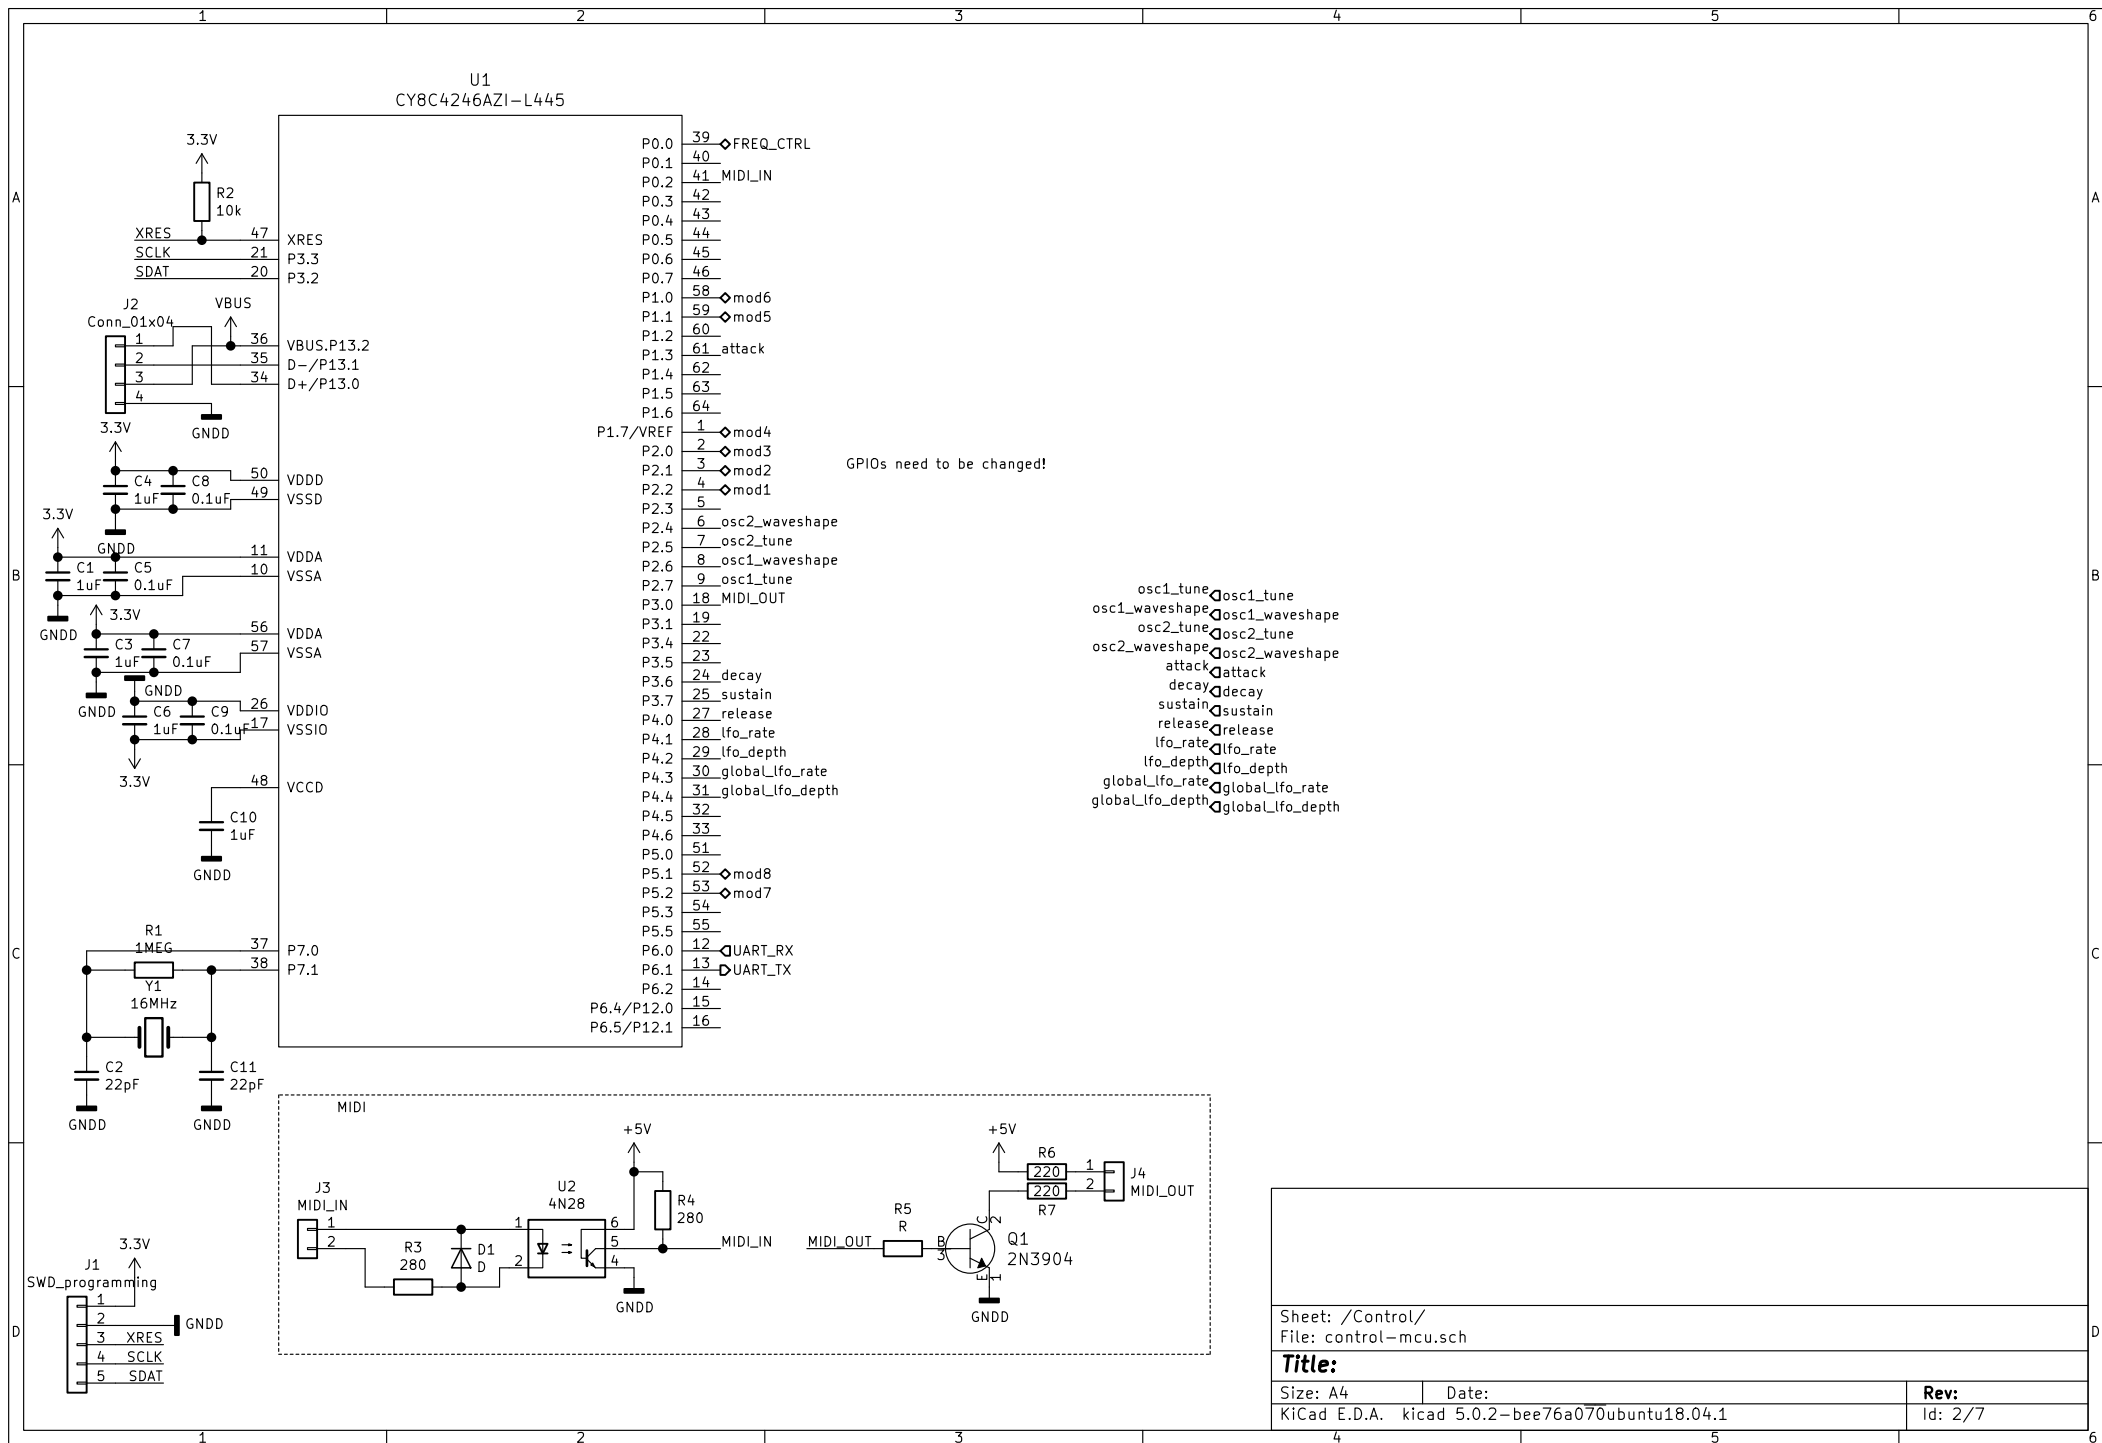 1 2 3 4 5 6
A A
B B
C C
D D
U1
CY8C4246AZI-L445
3.3V
R2
10k
XRES 47 XRES
SCLK 21 P3.3
SDAT 20 P3.2
J2
Conn_01x04
VBUS
1 36 VBUS.P13.2
2 35 D-/P13.1
3 34 D+/P13.0
4
GNDD
3.3V
C4
1uF
C8
0.1uF
50 VDDD
49 VSSD
GNDD
3.3V
C1
1uF
C5
0.1uF
11 VDDA
10 VSSA
GNDD
3.3V
C3
1uF
C7
0.1uF
56 VDDA
57 VSSA
GNDD
GNDD
C6
1uF
C9
0.1uF
26 VDDIO
17 VSSIO
3.3V
48 VCCD
C10
1uF
GNDD
R1
1MEG
37 P7.0
38 P7.1
Y1
16MHz
C2
22pF
C11
22pF
GNDD
GNDD
P0.0 39 FREQ_CTRL
P0.1 40
P0.2 41 MIDI_IN
P0.3 42
P0.4 43
P0.5 44
P0.6 45
P0.7 46
P1.0 58 mod6
P1.1 59 mod5
P1.2 60
P1.3 61 attack
P1.4 62
P1.5 63
P1.6 64
P1.7/VREF 1 mod4
P2.0 2 mod3
P2.1 3 mod2
P2.2 4 mod1
P2.3 5
P2.4 6 osc2_waveshape
P2.5 7 osc2_tune
P2.6 8 osc1_waveshape
P2.7 9 osc1_tune
P3.0 18 MIDI_OUT
P3.1 19
P3.4 22
P3.5 23
P3.6 24 decay
P3.7 25 sustain
P4.0 27 release
P4.1 28 lfo_rate
P4.2 29 lfo_depth
P4.3 30 global_lfo_rate
P4.4 31 global_lfo_depth
P4.5 32
P4.6 33
P5.0 51
P5.1 52 mod8
P5.2 53 mod7
P5.3 54
P5.5 55
P6.0 12 UART_RX
P6.1 13 UART_TX
P6.2 14
P6.4/P12.0 15
P6.5/P12.1 16
GPIOs need to be changed!
osc1_tune osc1_tune
osc1_waveshape osc1_waveshape
osc2_tune osc2_tune
osc2_waveshape osc2_waveshape
attack attack
decay decay
sustain sustain
release release
lfo_rate lfo_rate
lfo_depth lfo_depth
global_lfo_rate global_lfo_rate
global_lfo_depth global_lfo_depth
MIDI
J3
MIDI_IN
1
2
R3
280
D1
D
U2
4N28
1
2
6
5
4
+5V
R4
280
MIDI_IN
GNDD
MIDI_OUT
R5
R
B
3
C
2
E
1
Q1
2N3904
GNDD
+5V
R6
220
220
R7
1
2
J4
MIDI_OUT
J1
SWD_programming
3.3V
1
2 GNDD
3 XRES
4 SCLK
5 SDAT
Sheet: /Control/
File: control-mcu.sch
Title:
Size: A4 Date: Rev:
KiCad E.D.A. kicad 5.0.2-bee76a070ubuntu18.04.1 Id: 2/7
1 2 3 4 5 6